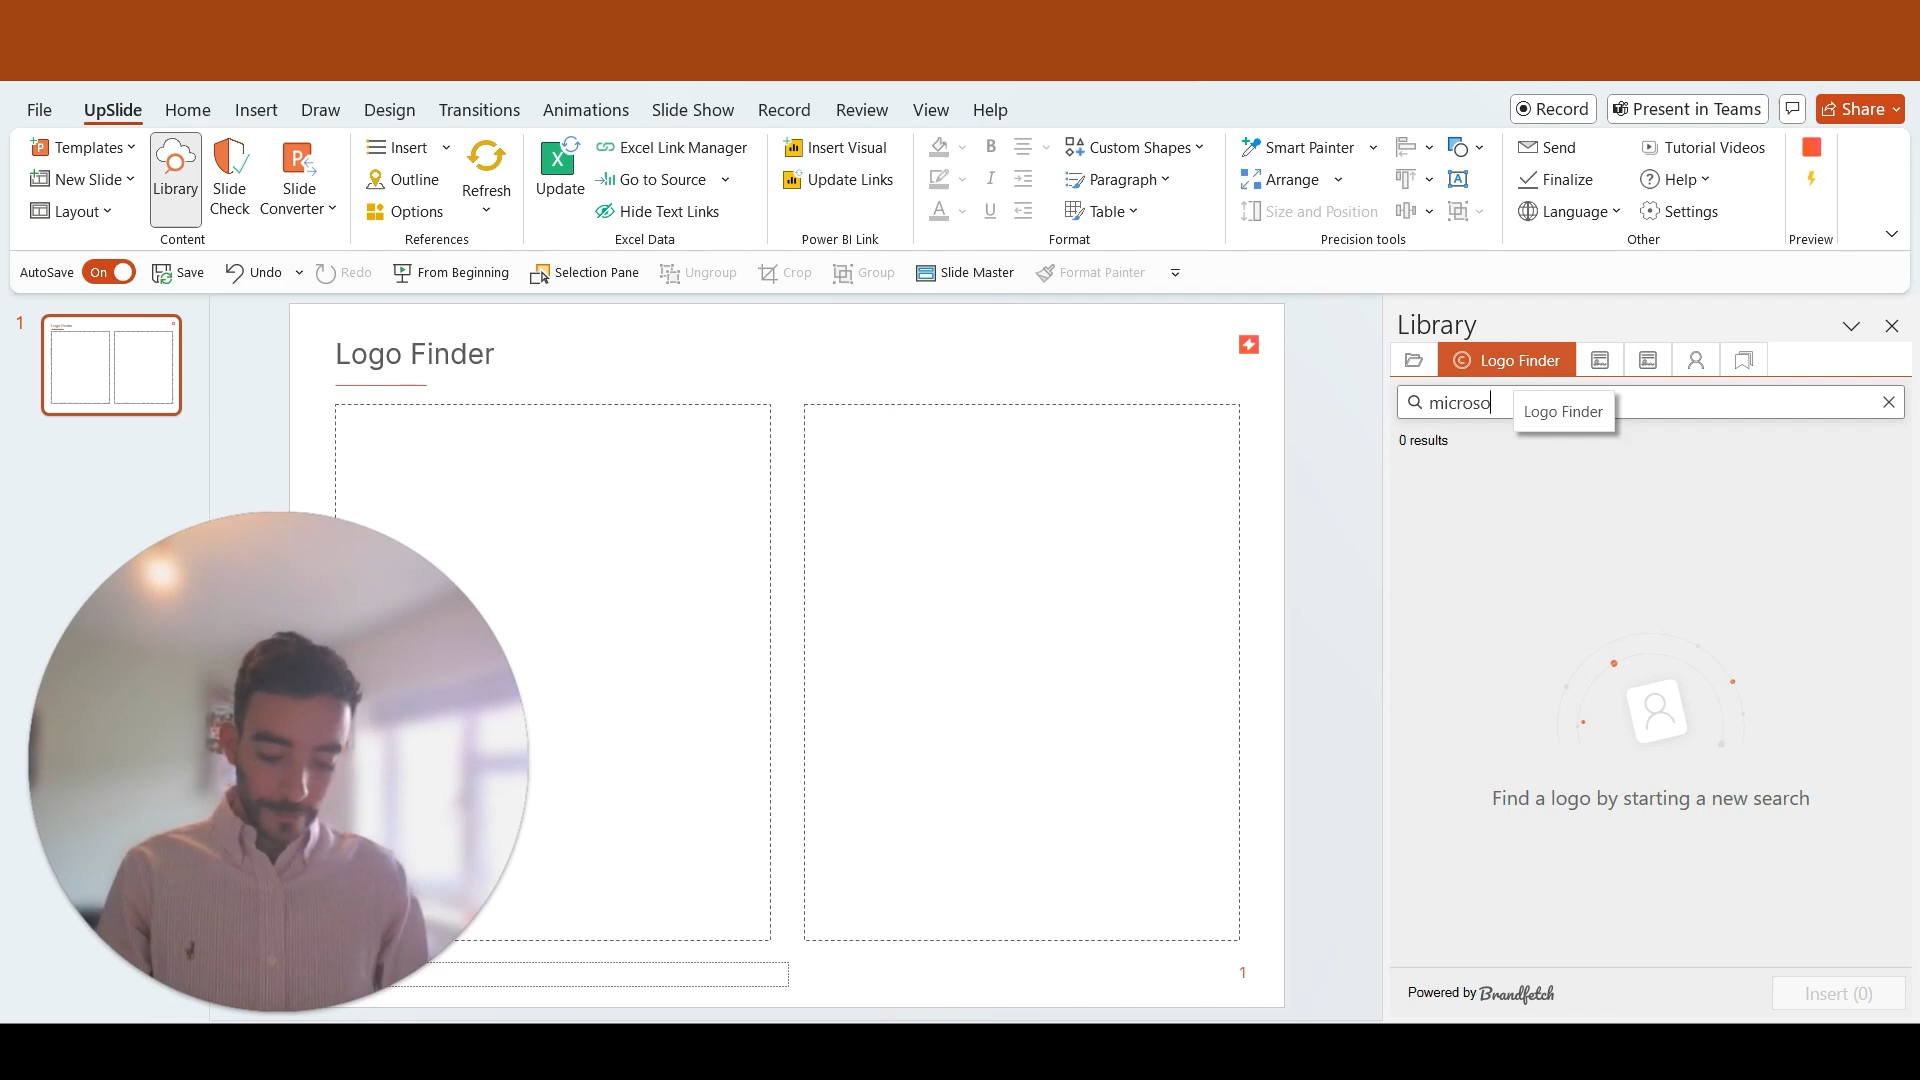 File UpSlide Home Insert Draw Design Transitions Animations Slide Show Record Review View Help
Record Present in Teams Share
Templates
New Slide
Layout
Library
Slide
Check
Slide
Converter
Content
Insert
Outline
Options
Refresh
References
Update
Excel Link Manager
Go to Source
Hide Text Links
Excel Data
Insert Visual
Update Links
Power BI Link
B
I
A
U
Custom Shapes
Paragraph
Table
Format
Smart Painter
Arrange
Size and Position
Precision tools
Send
Finalize
Language
Tutorial Videos
Help
Settings
Other
Preview
AutoSave On Save Undo Redo From Beginning Selection Pane Ungroup Crop Group Slide Master Format Painter
1
Logo Finder
1
Library
Logo Finder
microso
Logo Finder
0 results
Find a logo by starting a new search
Powered by Brandfetch
Insert (0)